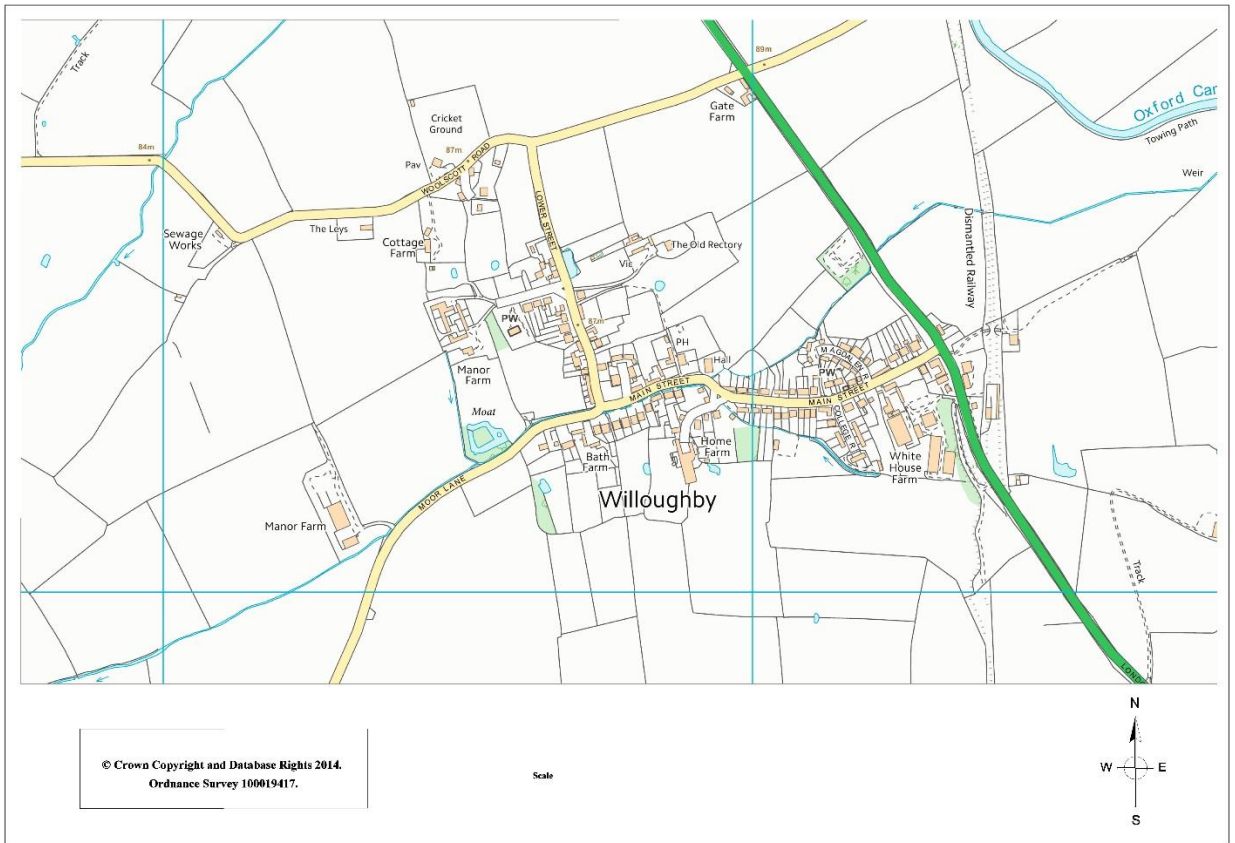 Track
89m
Oxford Can
Towing Path
Gate
Farm
Cricket
Ground
84m
87m
WOOLSCOTT ROAD
Pav
Weir
LOWER STREET
Dismantled Railway
Sewage
Works
The Leys
Cottage
Farm
The Old Rectory
Vic
PW
87m
PH
MAGDALEN R
Manor
Farm
Hall
PW
MAIN STREET
MAIN STREET
Moat
COLLEGE R
Home
Farm
Bath
Farm
White
House
Farm
MOOR LANE
Willoughby
Manor Farm
Track
N
W
E
S
© Crown Copyright and Database Rights 2014.
Ordnance Survey 100019417.
Scale